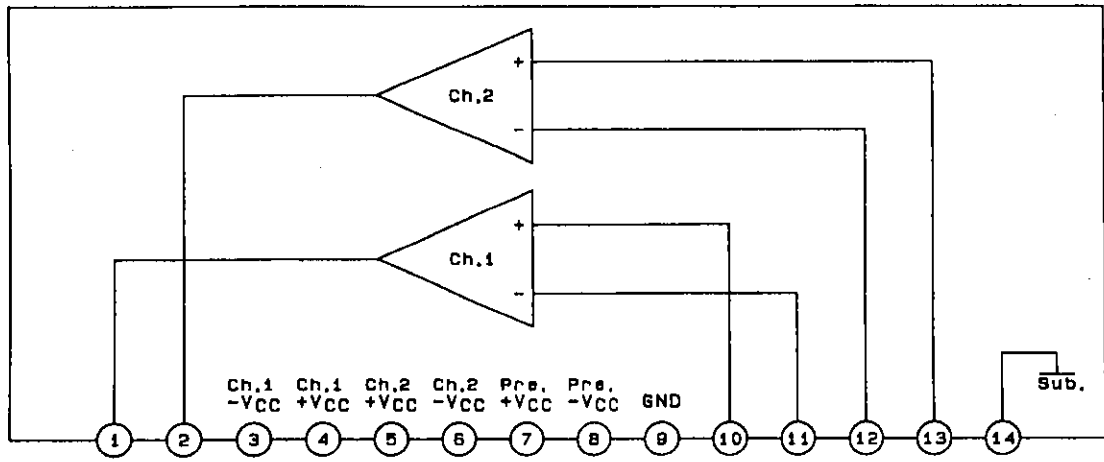 +
Ch.2
-
+
Ch.1
-
Sub.
Ch.1 Ch.1 Ch.2 Ch.2 Pre. Pre.
-VCC +VCC +VCC -VCC +VCC -VCC GND
1 2 3 4 5 6 7 8 9 10 11 12 13 14